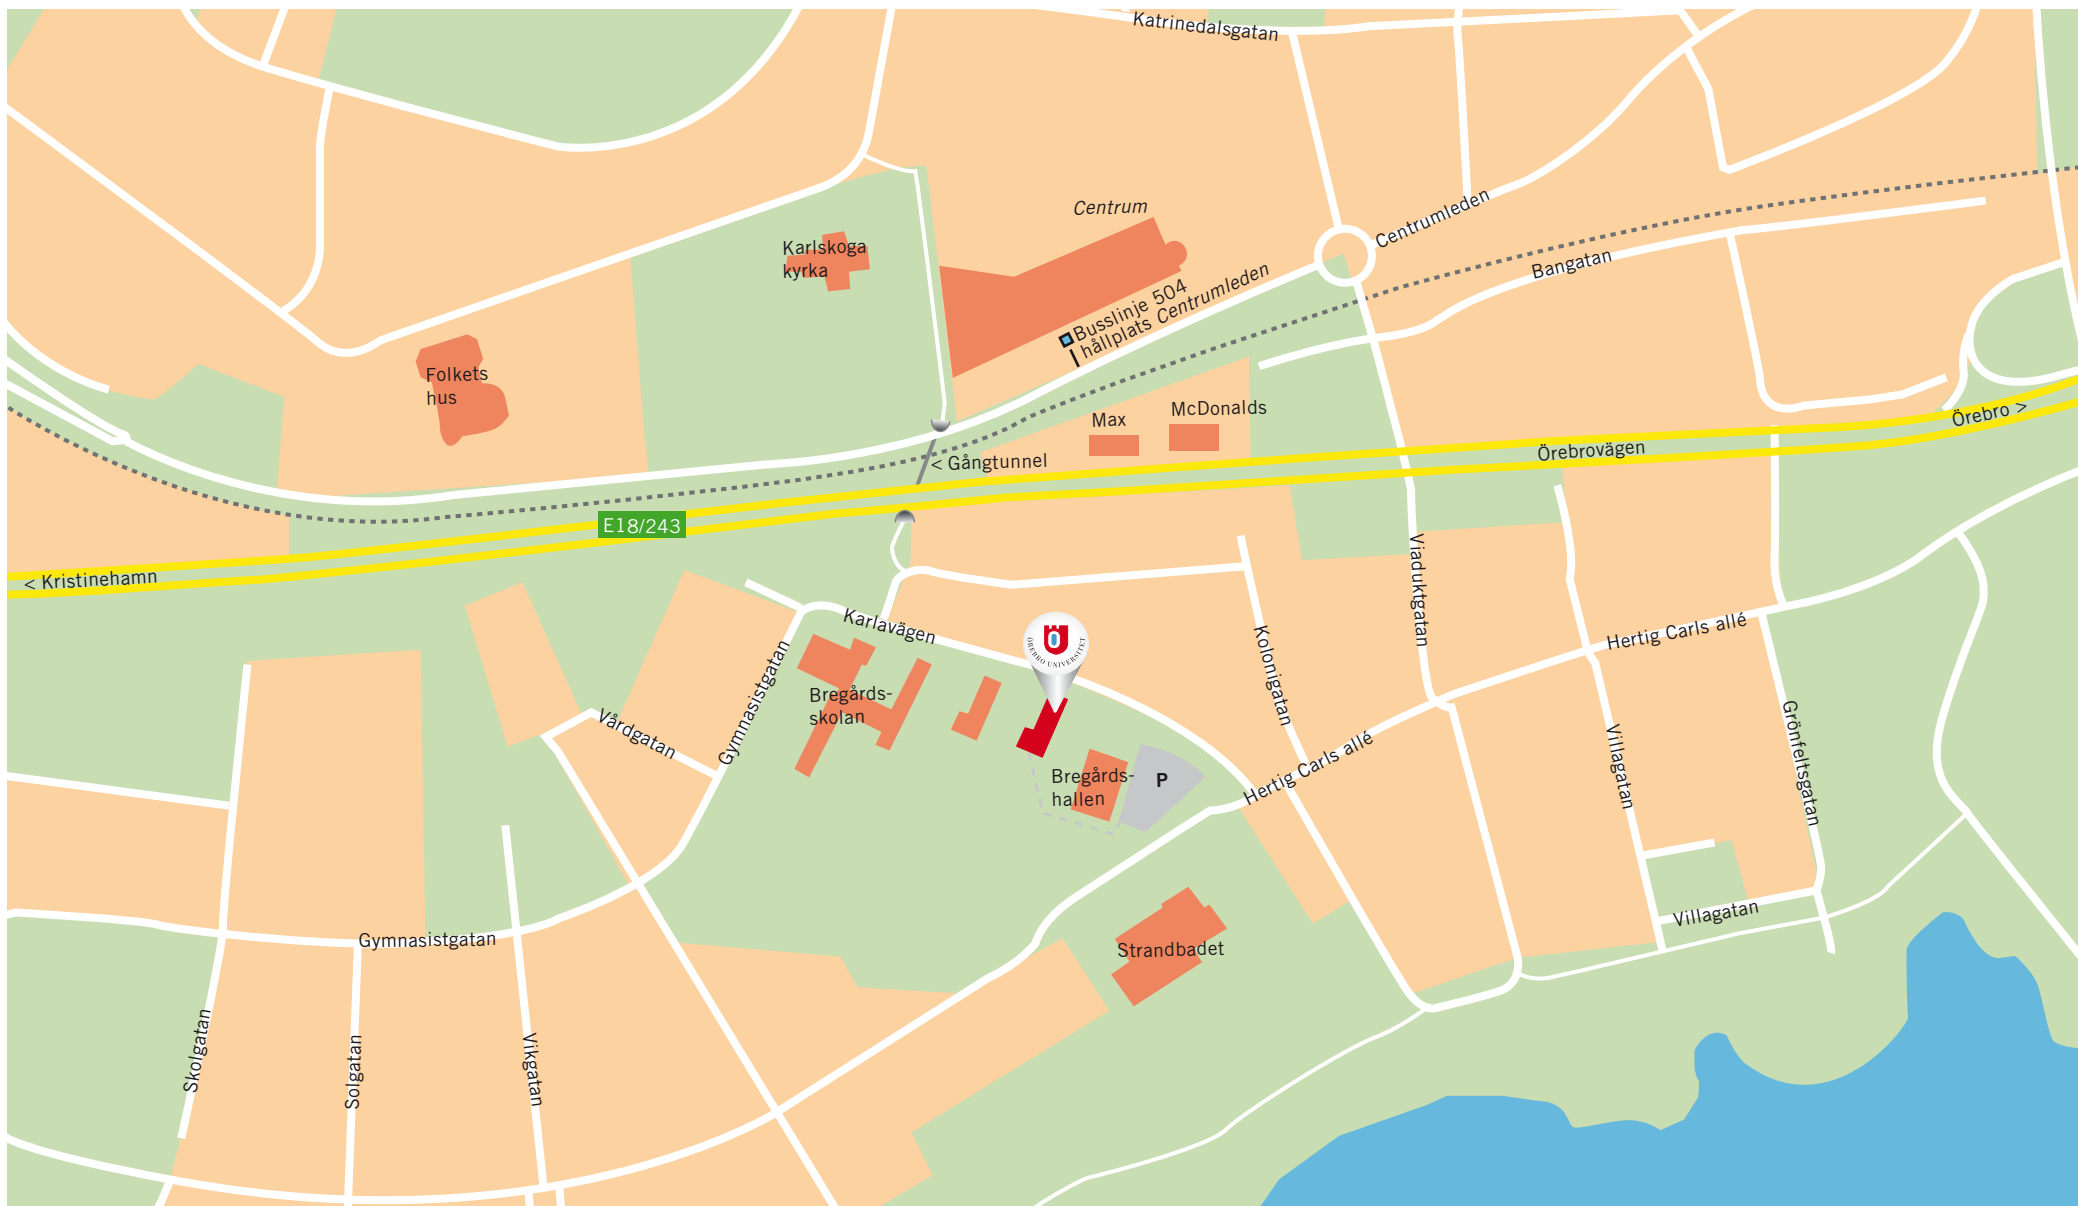 Katrinedalsgatan
Centrum
Centrumleden
Karlskoga
kyrka
Bangatan
Busslinje 504
hållplats Centrumleden
Folkets
hus
Max
McDonalds
Örebro >
Örebrovägen
< Gångtunnel
E18/243
< Kristinehamn
Viaduktgatan
Karlavägen
ÖREBRO UNIVERSITET
Hertig Carls allé
Kolonigatan
Gymnasistgatan
Bregårds-
skolan
Vårdgatan
Grönfeltsgatan
Villagatan
Hertig Carls allé
Bregårds-
hallen
P
Villagatan
Gymnasistgatan
Strandbadet
Skolgatan
Solgatan
Vikgatan